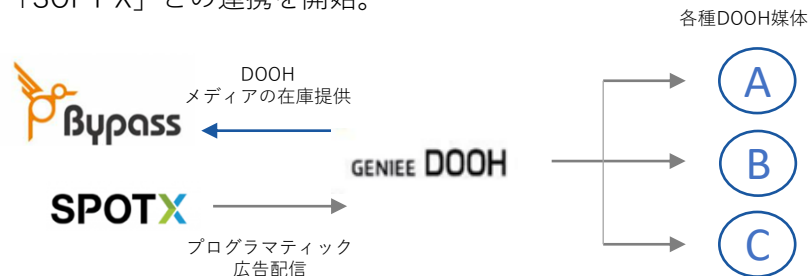 「SOFT X」との連携を開始。
各種DOOH媒体
DOOH
メディアの在庫提供
Bypass
GENIEE DOOH
SPOTX
プログラマティック
広告配信
A
B
C